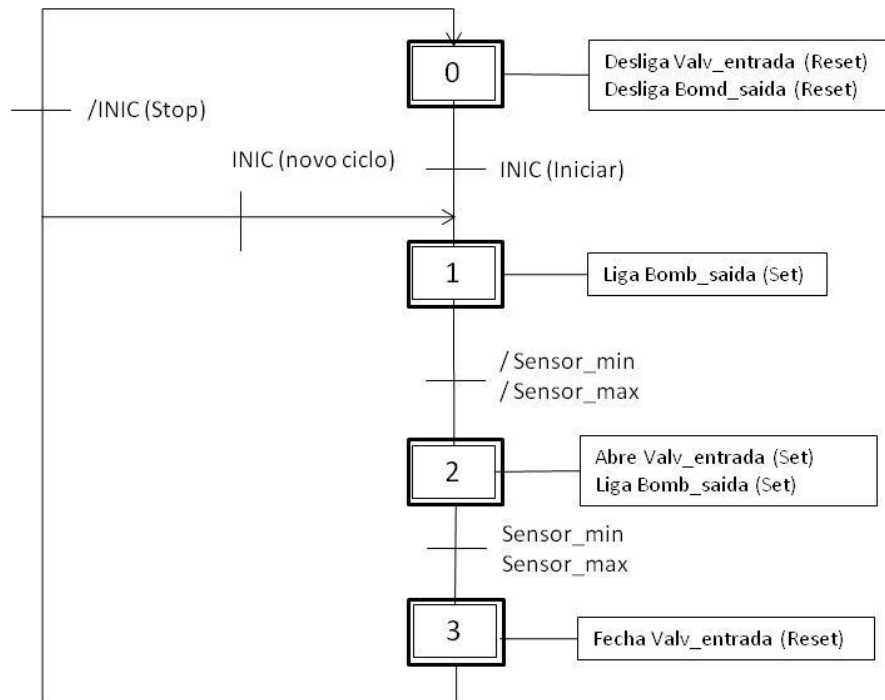 0
Desliga Valv_entrada (Reset)
Desliga Bomd_saida (Reset)
/INIC (Stop)
INIC (novo ciclo)
INIC (Iniciar)
1
Liga Bomb_saida (Set)
/ Sensor_min
/ Sensor_max
2
Abre Valv_entrada (Set)
Liga Bomb_saida (Set)
Sensor_min
Sensor_max
3
Fecha Valv_entrada (Reset)